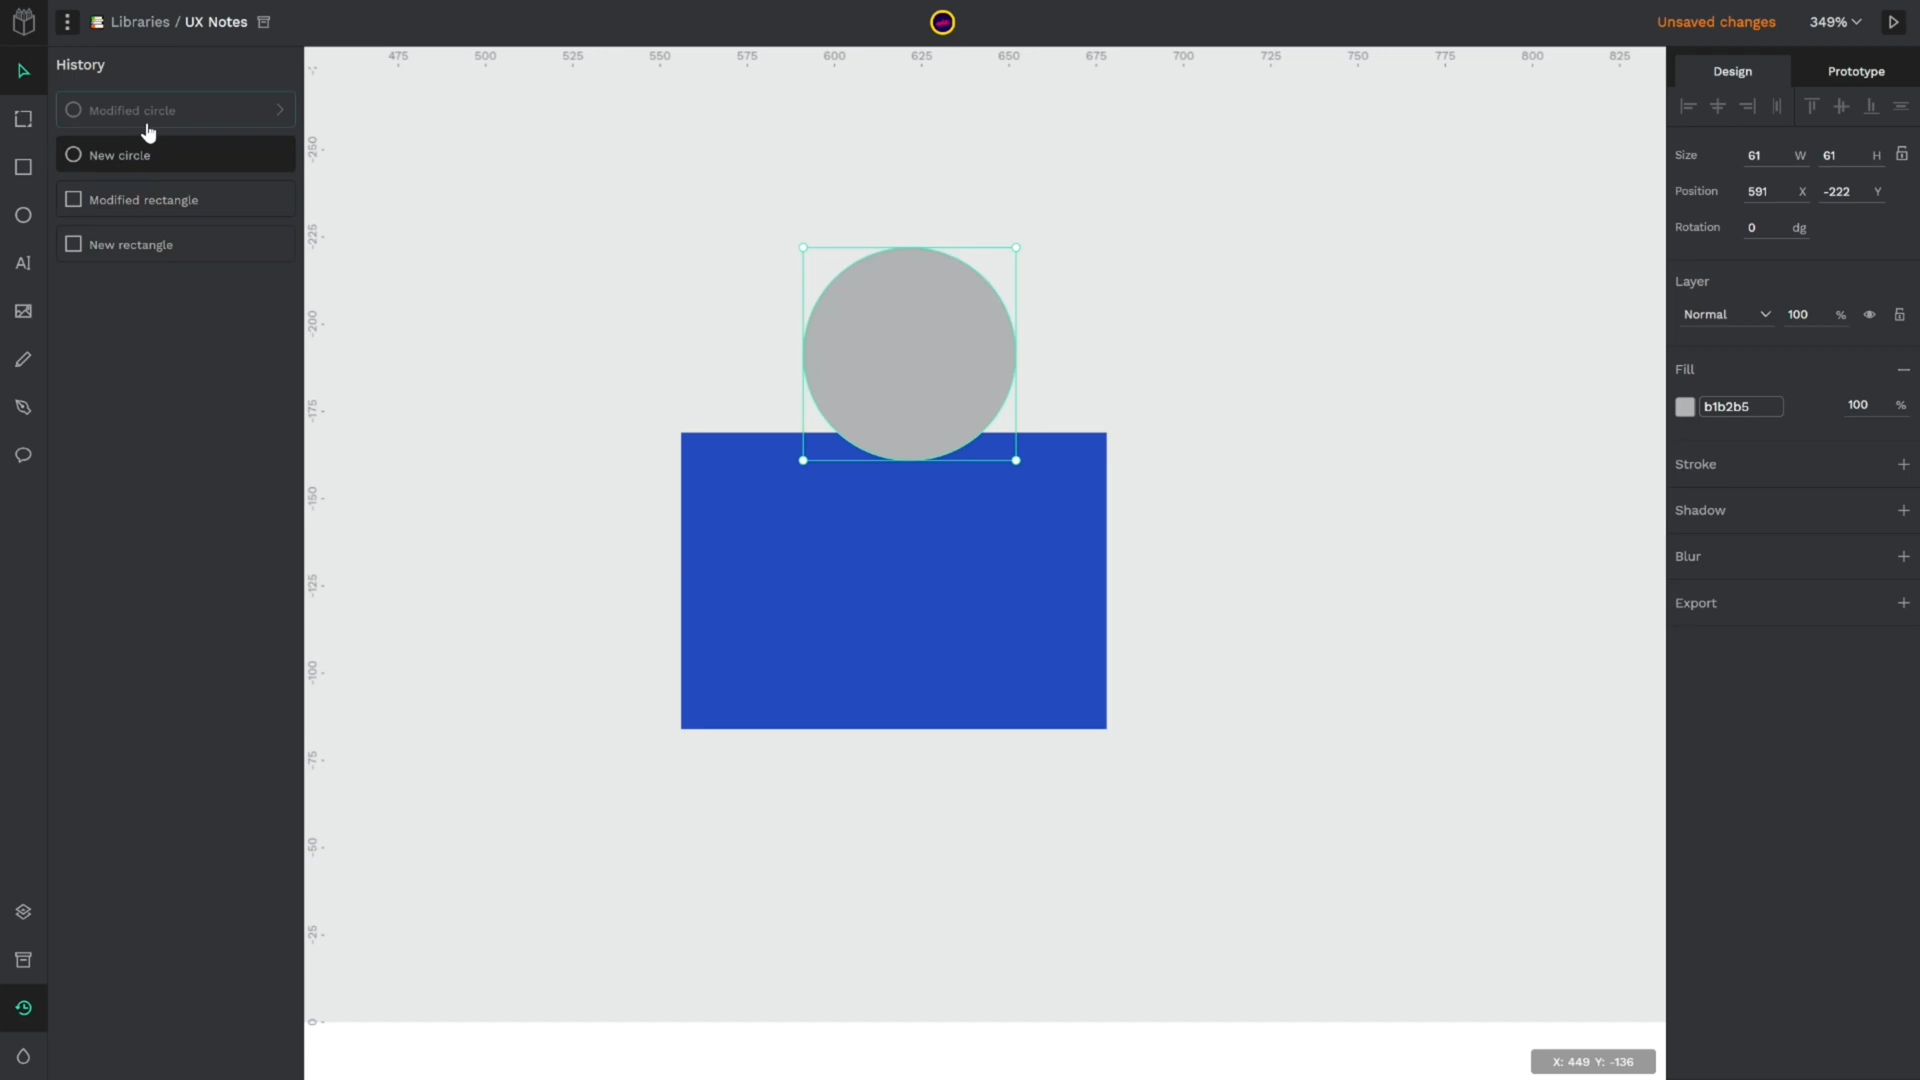 Libraries / UX Notes
Unsaved changes
349%
History
Modified circle
New circle
Modified rectangle
New rectangle
AI
475 500 525 550 575 600 625 650 675 700 725 750 775 800 825
-250
-225
-200
-175
-150
-125
-100
-75
-50
-25
0
Design Prototype
Size 61 W 61 H
Position 591 X -222 Y
Rotation 0 dg
Layer
Normal 100 %
Fill
b1b2b5 100 %
Stroke
Shadow
Blur
Export
X: 449 Y: -136